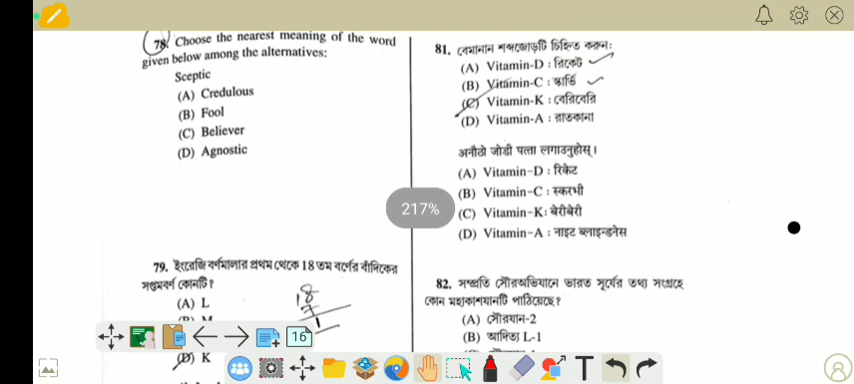 78. Choose the nearest meaning of the word
given below among the alternatives:
Sceptic
(A) Credulous
(B) Fool
(C) Believer
(D) Agnostic
79. ইংরেজি বর্ণমালার প্রথম থেকে 18 তম বর্ণের বাঁদিকের
সপ্তমবর্ণ কোনটি?
(A) L
(D) K
18
7
1
81. বেমানান শব্দজোড়টি চিহ্নিত করুন:
(A) Vitamin-D : রিকেট
(B) Vitamin-C : স্কার্ভি
(C) Vitamin-K : বেরিবেরি
(D) Vitamin-A : রাতকানা
अनौठो जोडी पत्ता लगाउनुहोस्।
(A) Vitamin-D : रिकेट
(B) Vitamin-C : स्करभी
(C) Vitamin-K: बेरीबेरी
(D) Vitamin-A : नाइट ब्लाइन्डनेस
82. সম্প্রতি সৌরঅভিযানে ভারত সূর্যের তথ্য সংগ্রহে
কোন মহাকাশযানটি পাঠিয়েছে?
(A) সৌরযান-2
(B) আদিত্য L-1
217%
16